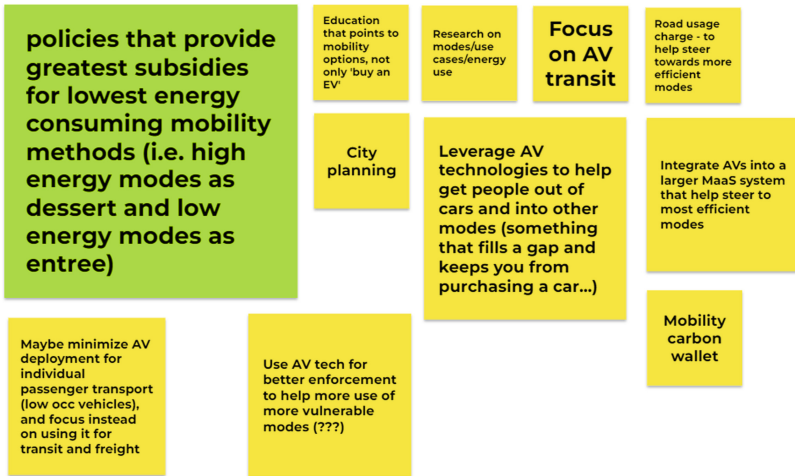 policies that provide
greatest subsidies
for lowest energy
consuming mobility
methods (i.e. high
energy modes as
dessert and low
energy modes as
entree)
Education
that points to
mobility
options, not
only 'buy an
EV'
Research on
modes/use
cases/energy
use
Focus
on AV
transit
Road usage
charge - to
help steer
towards more
efficient
modes
City
planning
Leverage AV
technologies to help
get people out of
cars and into other
modes (something
that fills a gap and
keeps you from
purchasing a car...)
Integrate AVs into a
larger MaaS system
that help steer to
most efficient
modes
Mobility
carbon
wallet
Maybe minimize AV
deployment for
individual
passenger transport
(low occ vehicles),
and focus instead
on using it for
transit and freight
Use AV tech for
better enforcement
to help more use of
more vulnerable
modes (???)